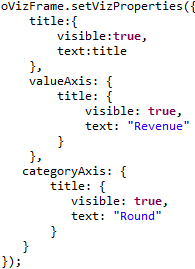 oVizFrame.setVizProperties({
title:{
visible:true,
text:title
},
valueAxis: {
title: {
visible: true,
text: "Revenue"
}
},
categoryAxis: {
title: {
visible: true,
text: "Round"
}
}
});